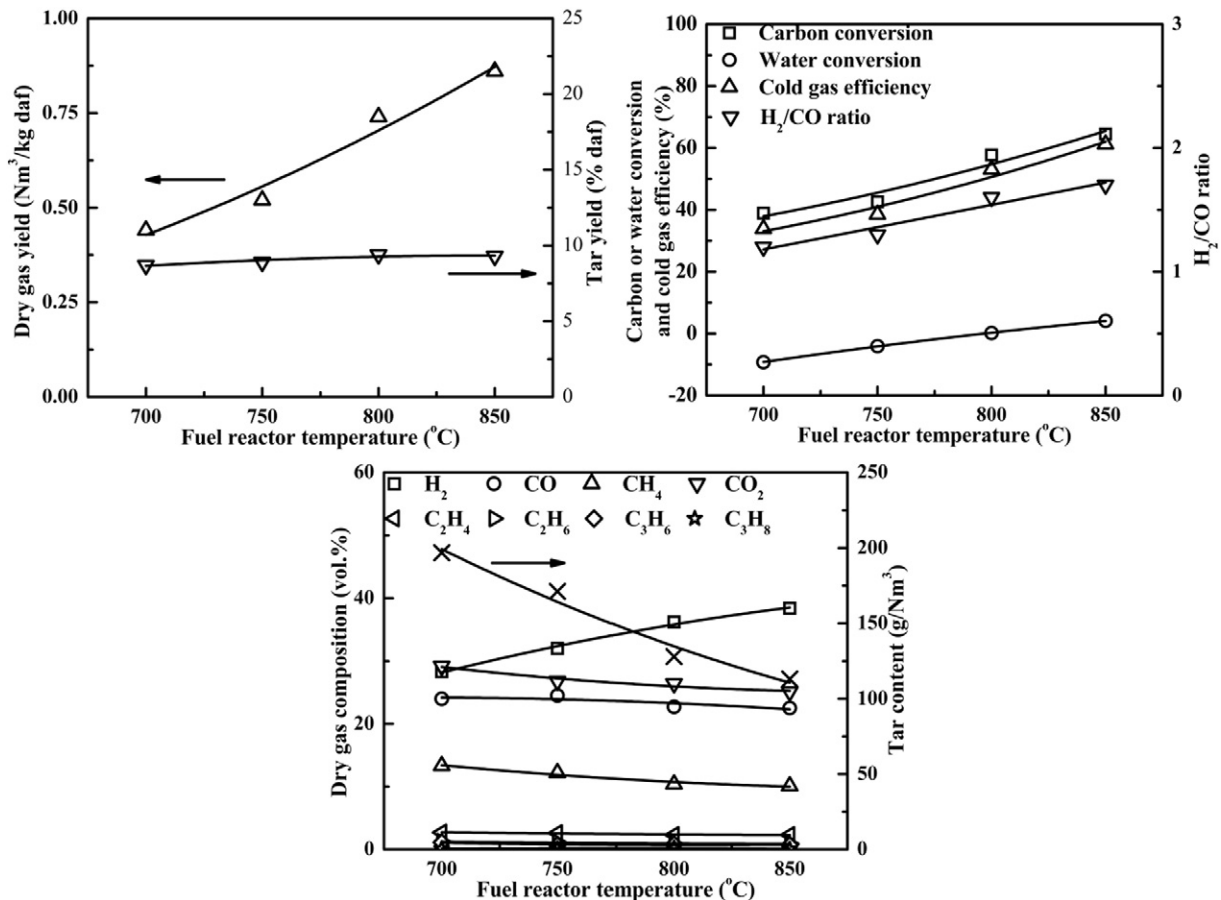 Dry gas yield (Nm³/kg daf)
1.00
0.75
0.50
0.25
0.00
25
20
15
10
5
0
Tar yield (% daf)
700 750 800 850
Fuel reactor temperature (°C)
Carbon or water conversion
and cold gas efficiency (%)
100
80
60
40
20
0
-20
Carbon conversion
Water conversion
Cold gas efficiency
H₂/CO ratio
3
2
1
0
H₂/CO ratio
700 750 800 850
Fuel reactor temperature (°C)
Dry gas composition (vol.%)
60
40
20
0
H₂ CO CH₄ CO₂
C₂H₄ C₂H₆ C₃H₆ C₃H₈
250
200
150
100
50
0
Tar content (g/Nm³)
700 750 800 850
Fuel reactor temperature (°C)